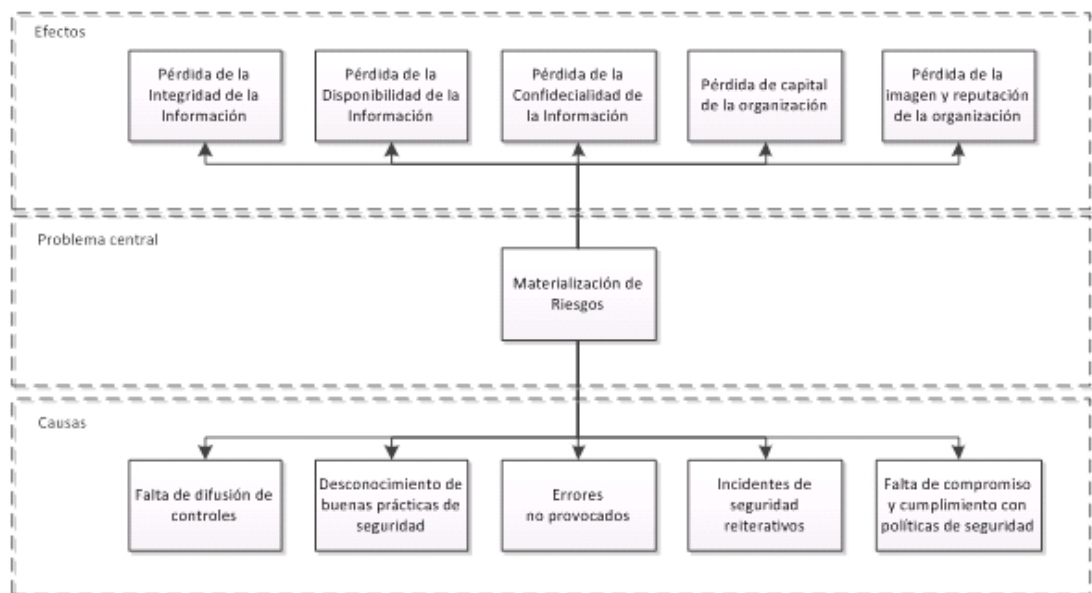 Efectos
Pérdida de la
Integridad de la
Información
Pérdida de la
Disponibilidad de la
Información
Pérdida de la
Confidecialidad de
la Información
Pérdida de capital
de la organización
Pérdida de la
imagen y reputación
de la organización
Problema central
Materialización de
Riesgos
Causas
Falta de difusión de
controles
Desconocimiento de
buenas prácticas de
seguridad
Errores
no provocados
Incidentes de
seguridad
reiterativos
Falta de compromiso
y cumplimiento con
políticas de seguridad